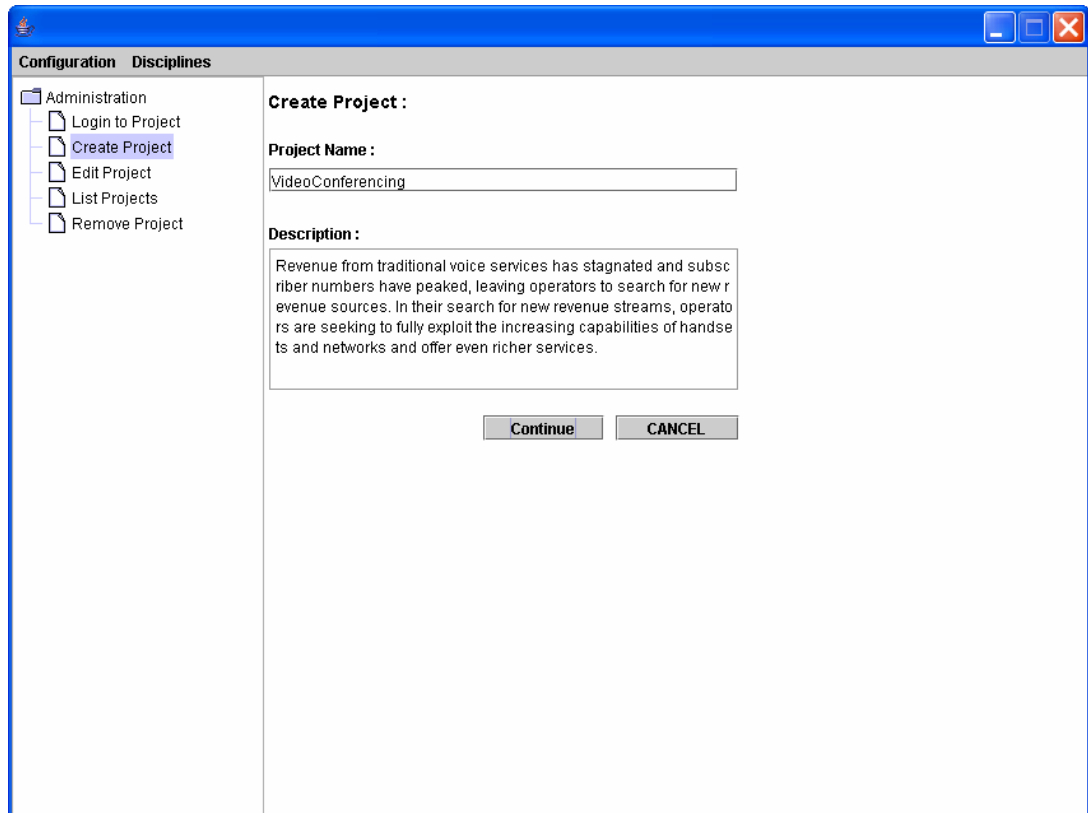 Configuration Disciplines
Administration
Login to Project
Create Project
Edit Project
List Projects
Remove Project
Create Project :
Project Name :
VideoConferencing
Description :
Revenue from traditional voice services has stagnated and subsc
riber numbers have peaked, leaving operators to search for new r
evenue sources. In their search for new revenue streams, operato
rs are seeking to fully exploit the increasing capabilities of handse
ts and networks and offer even richer services.
Continue CANCEL